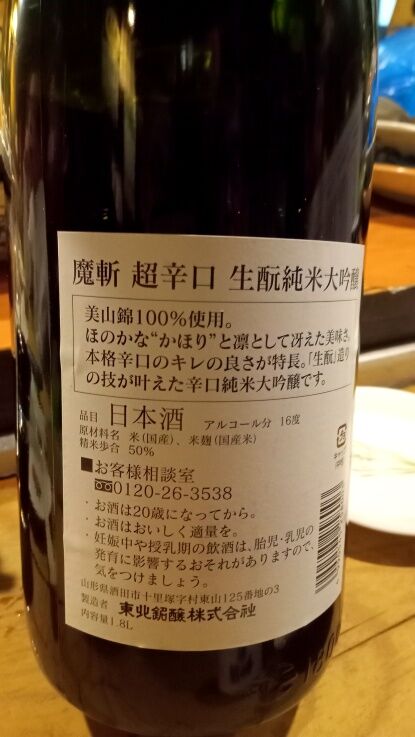 魔斬 超辛口 生酛純米大吟醸
美山錦100%使用。
ほのかな“かほり”と凛として冴えた美味さ。
本格辛口のキレの良さが特長。「生酛」造り
の技が叶えた辛口純米大吟醸です。
品目 日本酒 アルコール分 16度
原材料名 米(国産)、米麹(国産米)
精米歩合 50%
■お客様相談室
0120-26-3538
・お酒は20歳になってから。
・お酒はおいしく適量を。
・妊娠中や授乳期の飲酒は、胎児・乳児の
発育に影響するおそれがありますので、
気をつけましょう。
山形県酒田市十里塚字村東山125番地の3
製造者 東北銘醸株式会社
内容量1.8L